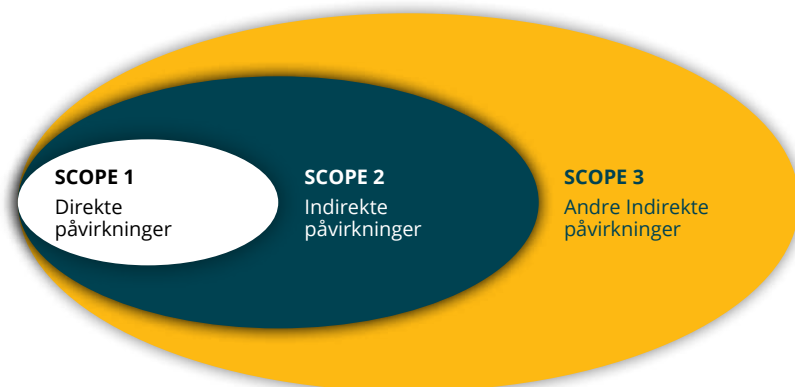 SCOPE 1
Direkte
påvirkninger
SCOPE 2
Indirekte
påvirkninger
SCOPE 3
Andre Indirekte
påvirkninger